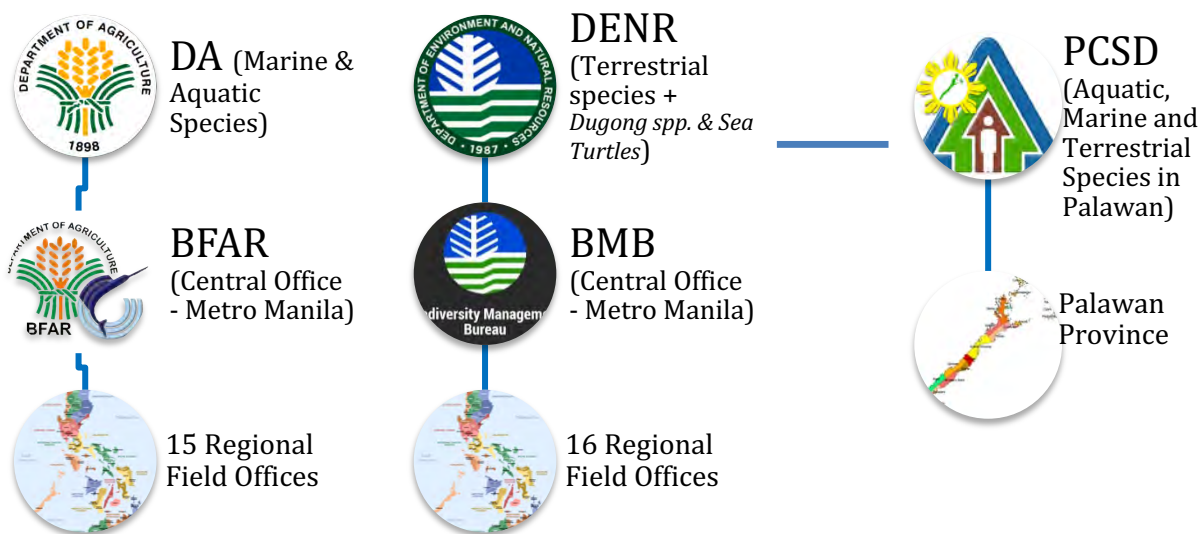 DEPARTMENT OF AGRICULTURE
1898
DA (Marine &
Aquatic
Species)
DEPARTMENT OF ENVIRONMENT AND NATURAL RESOURCES
1987
DENR
(Terrestrial
species +
Dugong spp. & Sea
Turtles)
PCSD
(Aquatic,
Marine and
Terrestrial
Species in
Palawan)
DEPARTMENT OF AGRICULTURE
BFAR
BFAR
(Central Office
- Metro Manila)
odiversity Manageme
Bureau
BMB
(Central Office
- Metro Manila)
Palawan
Province
15 Regional
Field Offices
16 Regional
Field Offices